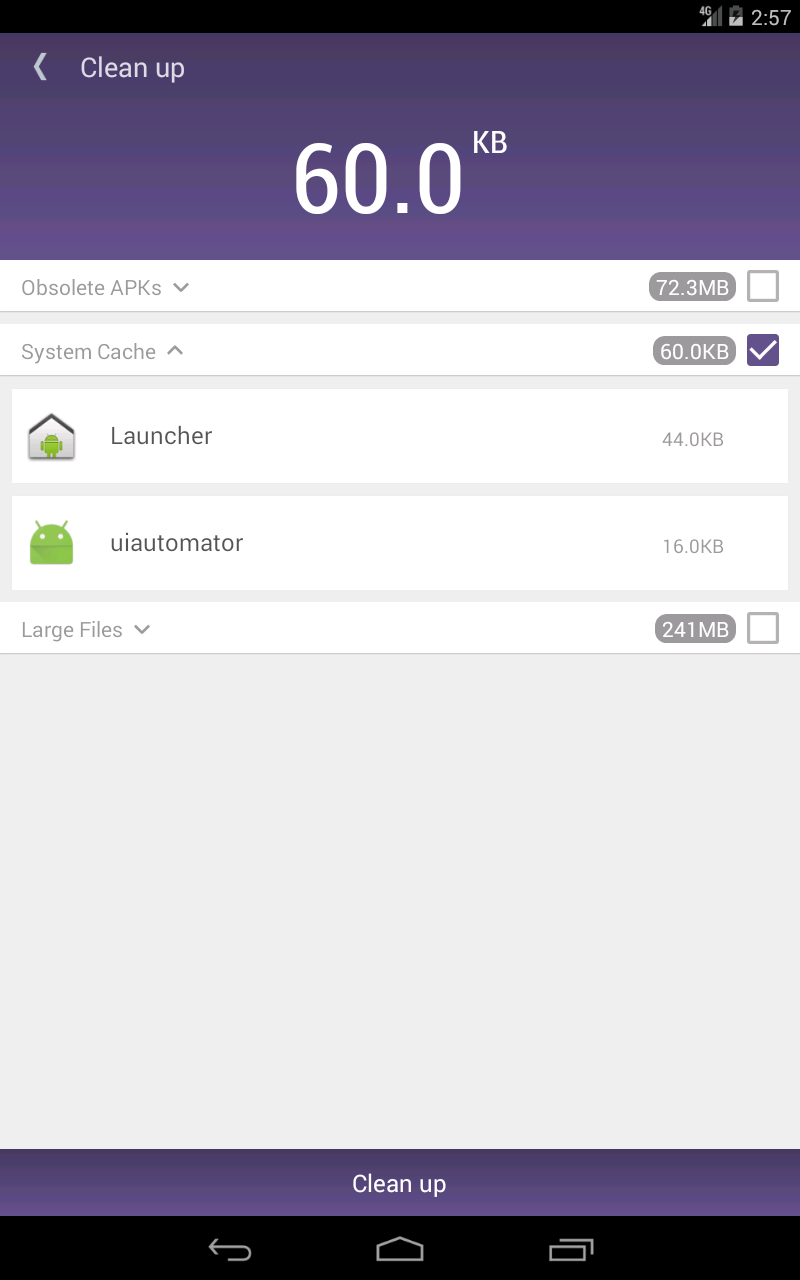 4G 2:57
Clean up
60.0 KB
Obsolete APKs 72.3MB
System Cache 60.0KB
Launcher 44.0KB
uiautomator 16.0KB
Large Files 241MB
Clean up